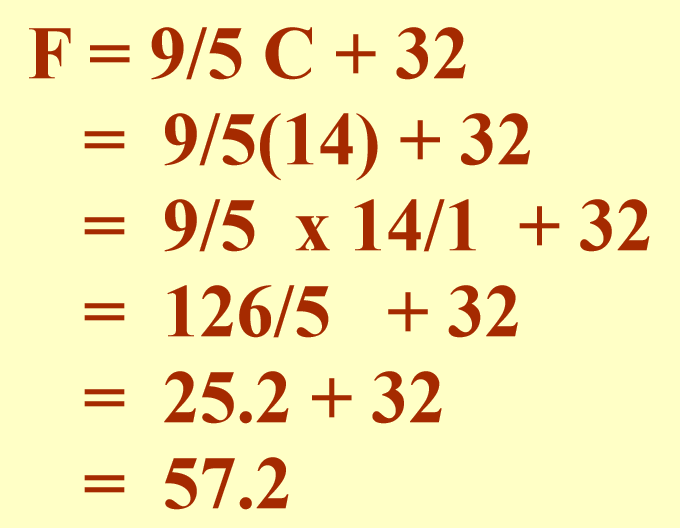 F = 9/5 C + 32
= 9/5(14) + 32
= 9/5 x 14/1 + 32
= 126/5 + 32
= 25.2 + 32
= 57.2